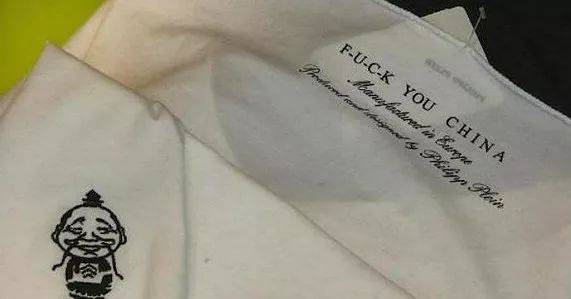 F-U-C-K YOU CHINA
Manufactured in Europe
Produced and designed by Philipp Plein